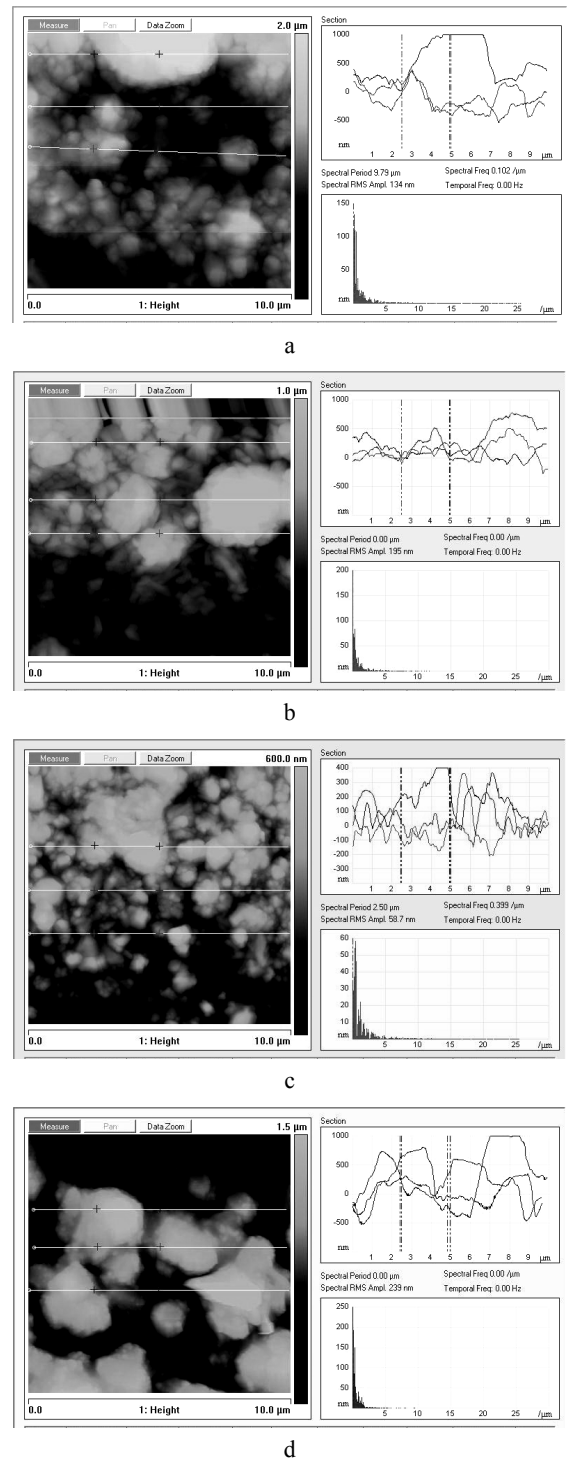 Measure Pan Data Zoom 2.0 µm
0.0 1: Height 10.0 µm
Section
1000
500
0
-500
nm 1 2 3 4 5 6 7 8 9 µm
Spectral Period 9.79 µm Spectral Freq 0.102 /µm
Spectral RMS Ampl. 134 nm Temporal Freq: 0.00 Hz
150
100
50
nm 5 10 15 20 25 /µm
a
Measure Pan Data Zoom 1.0 µm
0.0 1: Height 10.0 µm
Section
1000
500
0
-500
nm 1 2 3 4 5 6 7 8 9 µm
Spectral Period 0.00 µm Spectral Freq 0.00 /µm
Spectral RMS Ampl. 195 nm Temporal Freq: 0.00 Hz
200
150
100
50
nm 5 10 15 20 25 /µm
b
Measure Pan Data Zoom 600.0 nm
0.0 1: Height 10.0 µm
Section
400
300
200
100
0
-100
-200
-300
nm 1 2 3 4 5 6 7 8 9 µm
Spectral Period 2.50 µm Spectral Freq 0.399 /µm
Spectral RMS Ampl. 58.7 nm Temporal Freq: 0.00 Hz
60
50
40
30
20
10
nm 5 10 15 20 25 /µm
c
Measure Pan Data Zoom 1.5 µm
0.0 1: Height 10.0 µm
Section
1000
500
0
-500
nm 1 2 3 4 5 6 7 8 9 µm
Spectral Period 0.00 µm Spectral Freq 0.00 /µm
Spectral RMS Ampl. 239 nm Temporal Freq: 0.00 Hz
250
200
150
100
50
nm 5 10 15 20 25 /µm
d